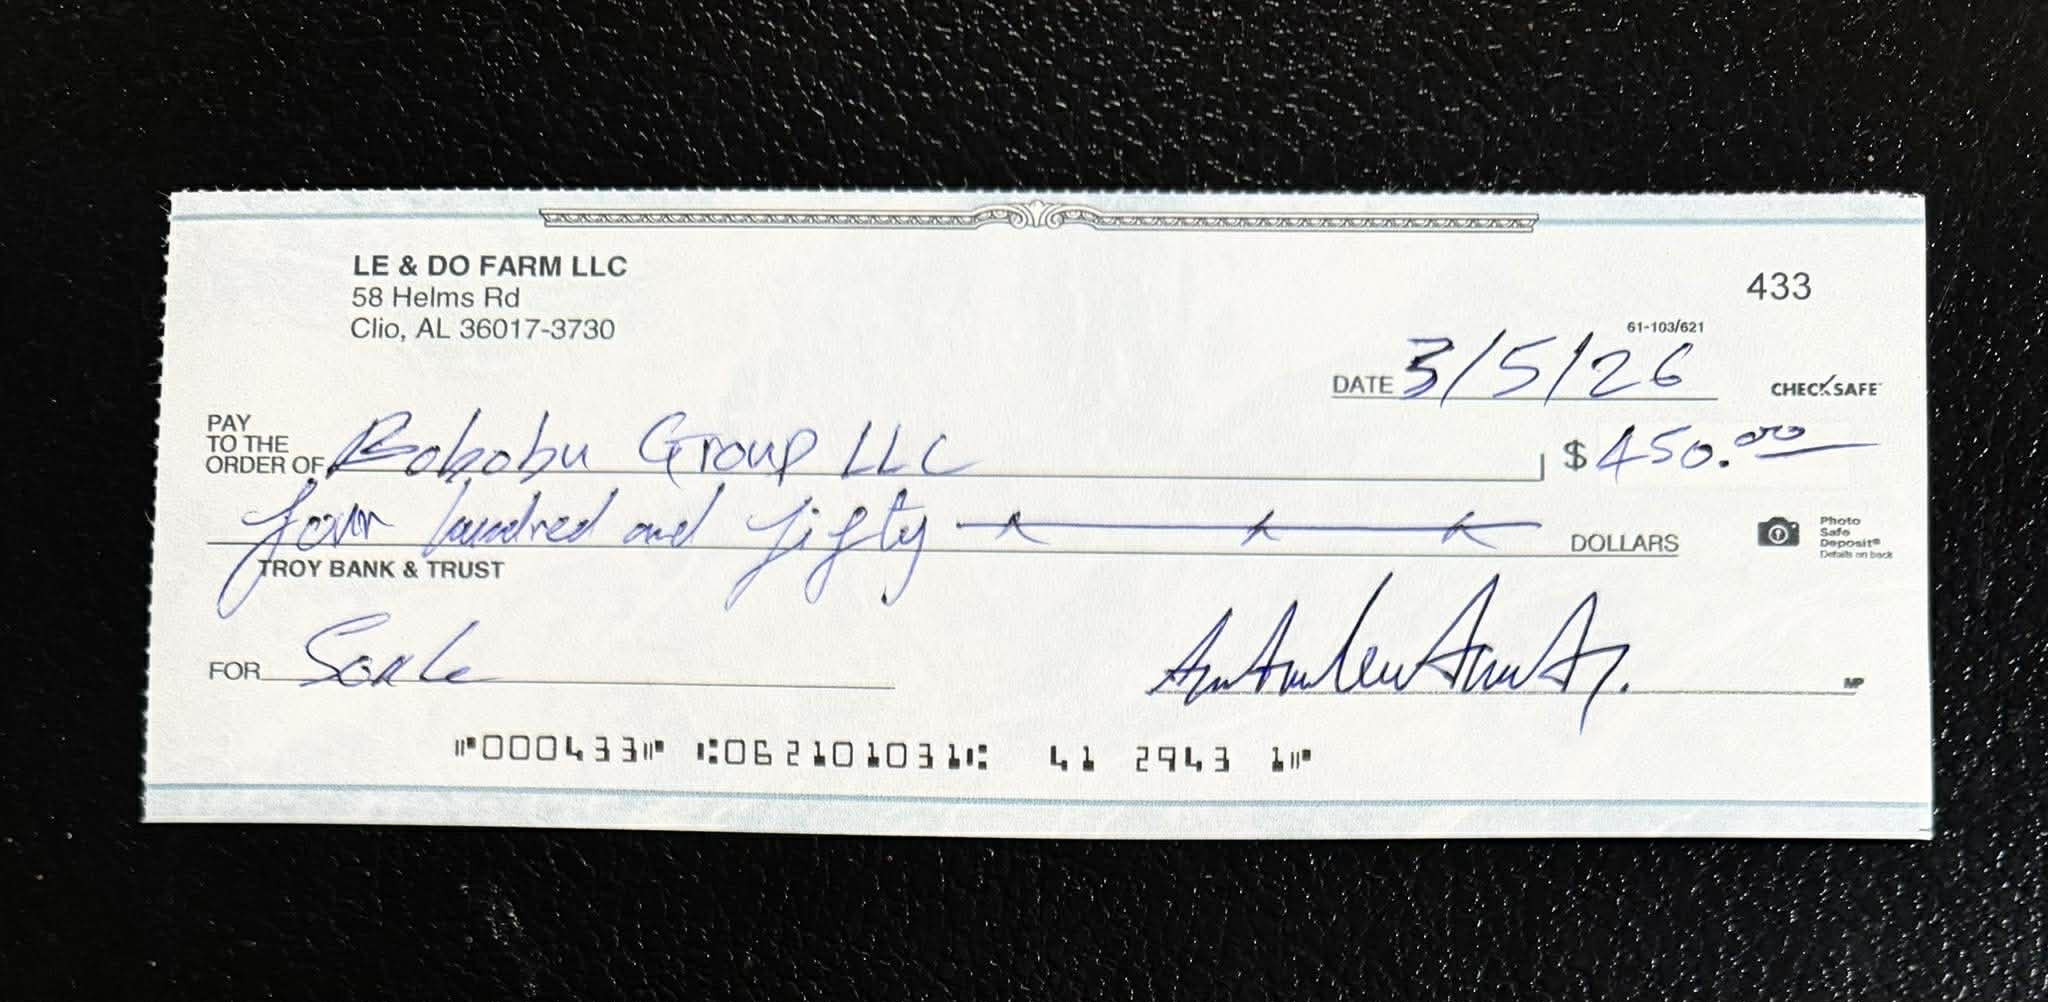 LE & DO FARM LLC
58 Helms Rd
Clio, AL 36017-3730
433
61-103/621
DATE 3/5/26
CHECKSAFE
PAY TO THE ORDER OF Bobobu Group LLC $ 450.00
four hundred and fifty DOLLARS
Photo Safe Deposit®
Details on back
TROY BANK & TRUST
FOR
MP
⑈000433⑈ ⑆062101031⑆ 41 2943 1⑈